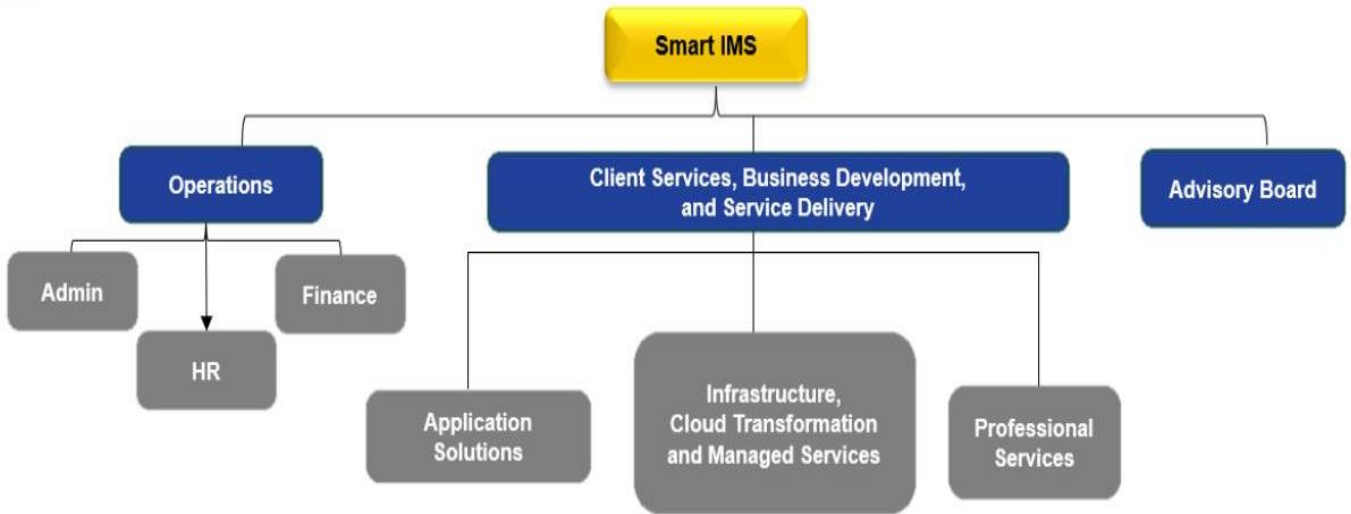 Smart IMS
Operations
Client Services, Business Development,
and Service Delivery
Advisory Board
Admin
Finance
HR
Application
Solutions
Infrastructure,
Cloud Transformation
and Managed Services
Professional
Services